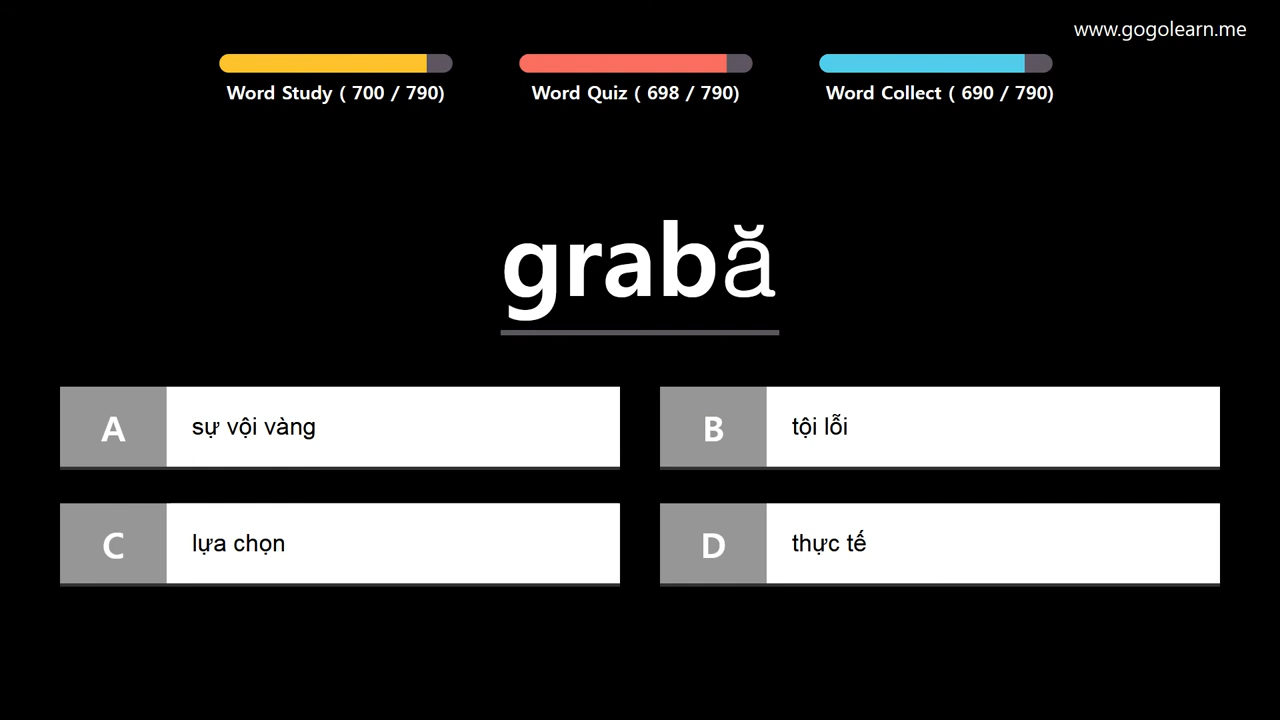 www.gogolearn.me
Word Study ( 700 / 790)
Word Quiz ( 698 / 790)
Word Collect ( 690 / 790)
grabă
A
sự vội vàng
B
tội lỗi
C
lựa chọn
D
thực tế